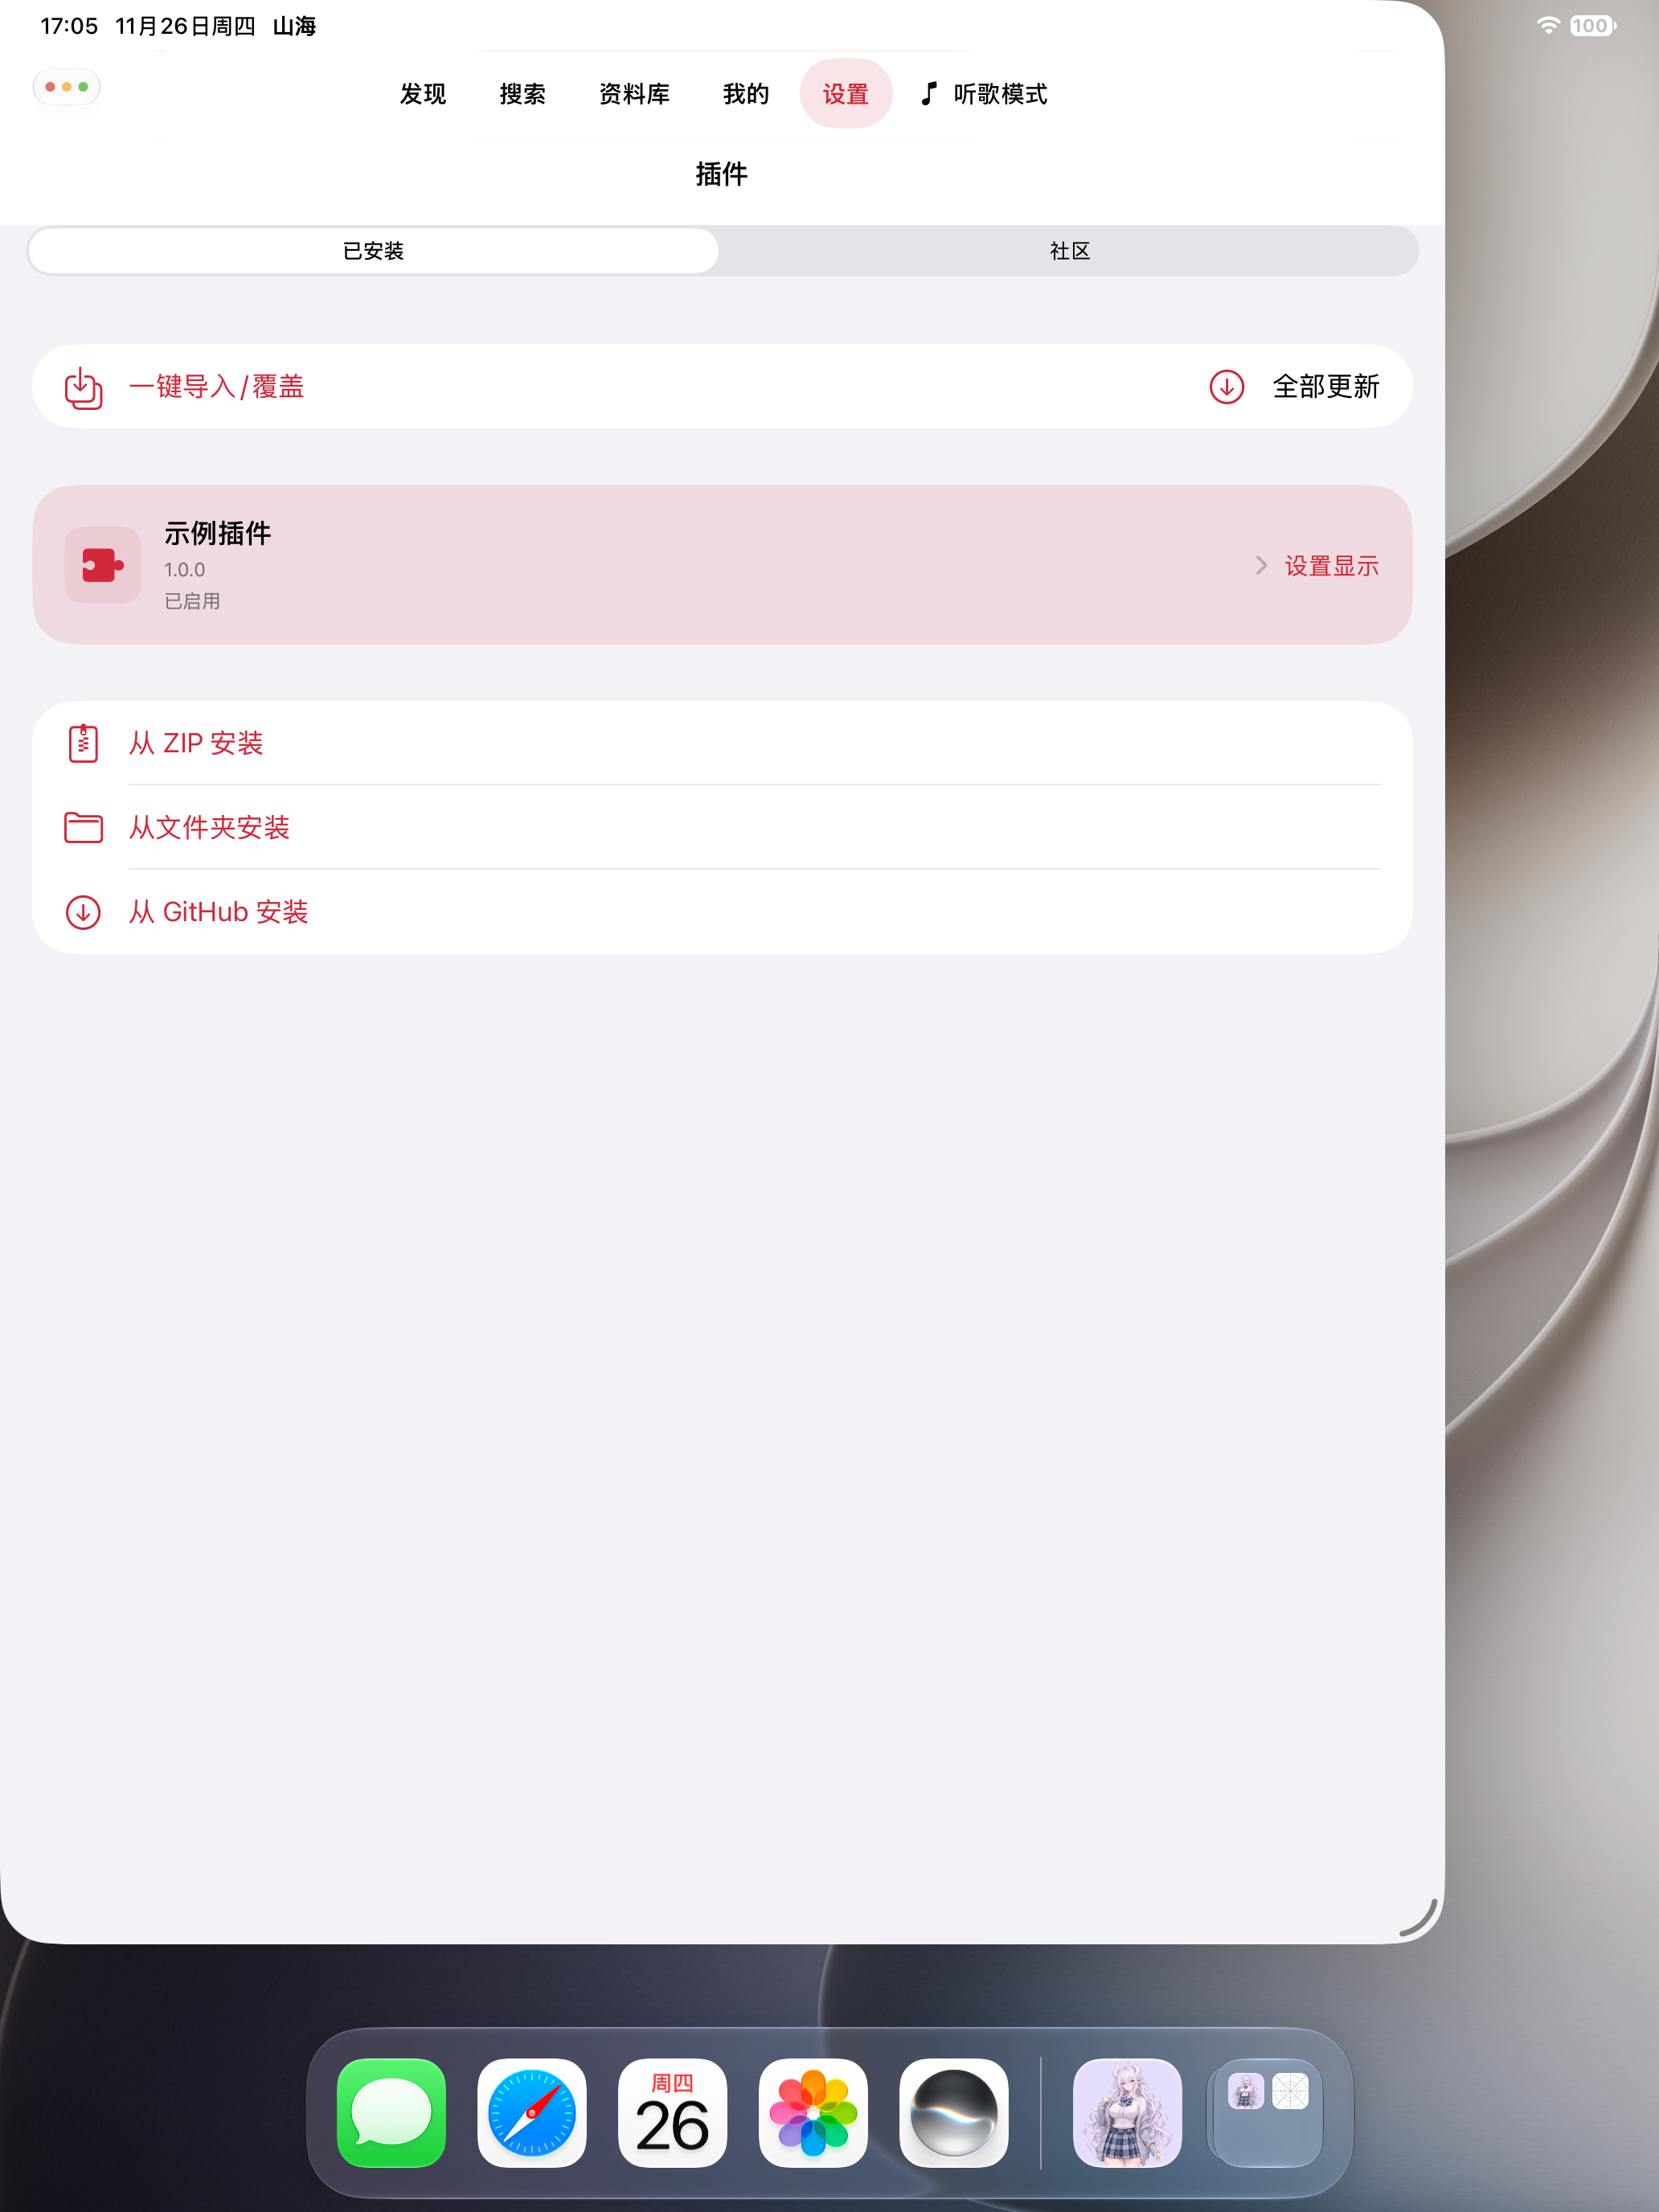 17:05 11月26日周四 山海
100
发现 搜索 资料库 我的 设置 听歌模式
插件
已安装 社区
一键导入/覆盖 全部更新
示例插件
1.0.0
已启用
设置显示
从 ZIP 安装
从文件夹安装
从 GitHub 安装
周四
26